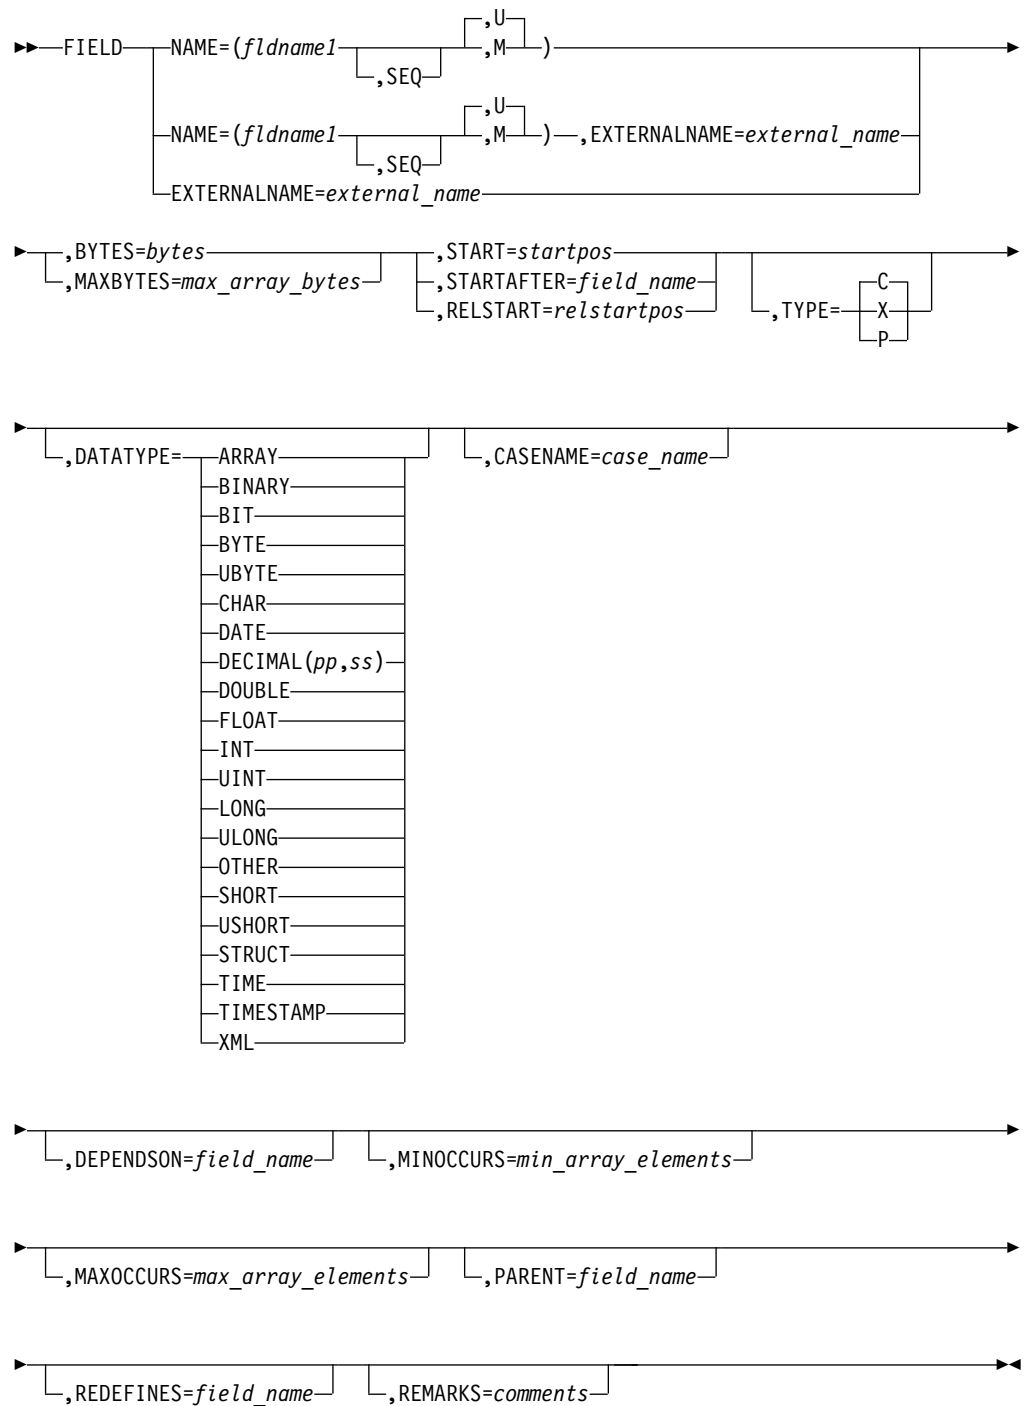 ,U
FIELD NAME=(fldname1 ,M )
,SEQ
,U
NAME=(fldname1 ,M ) ,EXTERNALNAME=external_name
,SEQ
EXTERNALNAME=external_name
,BYTES=bytes ,START=startpos
,MAXBYTES=max_array_bytes ,STARTAFTER=field_name C
,RELSTART=relstartpos ,TYPE= X
P
,DATATYPE= ARRAY ,CASENAME=case_name
BINARY
BIT
BYTE
UBYTE
CHAR
DATE
DECIMAL(pp,ss)
DOUBLE
FLOAT
INT
UINT
LONG
ULONG
OTHER
SHORT
USHORT
STRUCT
TIME
TIMESTAMP
XML
,DEPENDSON=field_name ,MINOCCURS=min_array_elements
,MAXOCCURS=max_array_elements ,PARENT=field_name
,REDEFINES=field_name ,REMARKS=comments